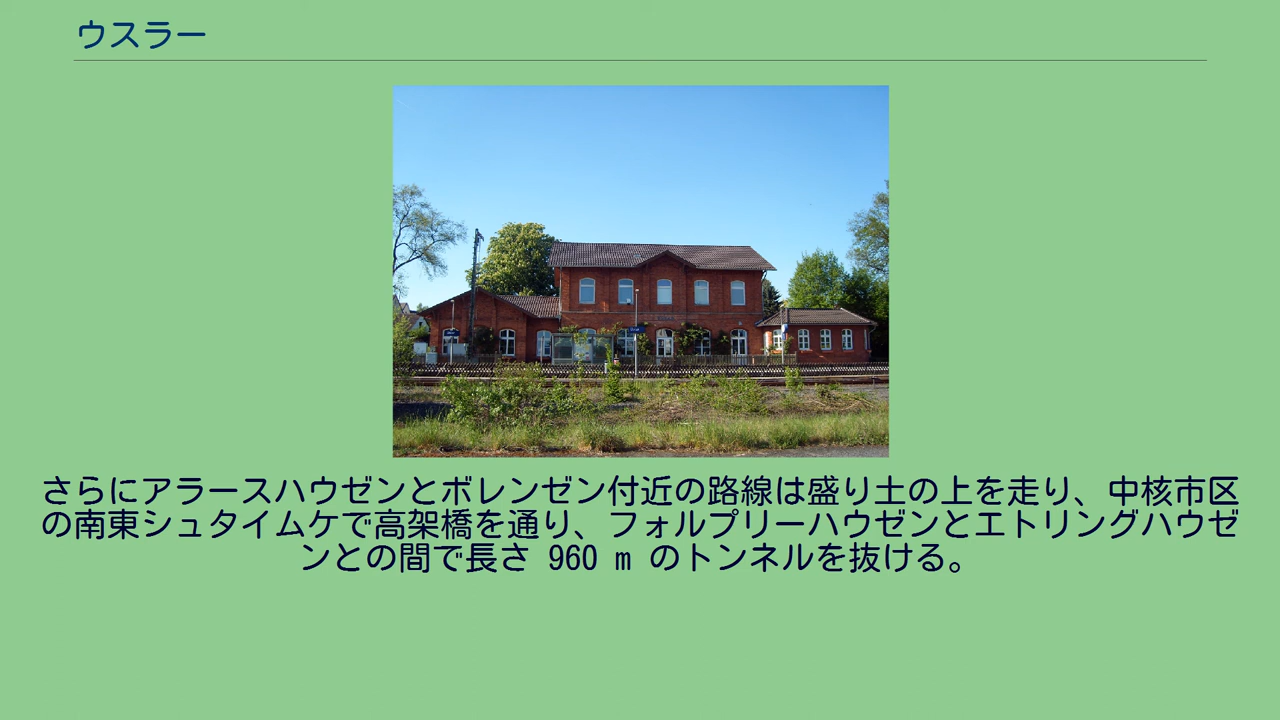 ウスラー
さらにアラースハウゼンとボレンゼン付近の路線は盛り土の上を走り、中核市区
の南東シュタイムケで高架橋を通り、フォルプリーハウゼンとエトリングハウゼ
ンとの間で長さ 960 m のトンネルを抜ける。